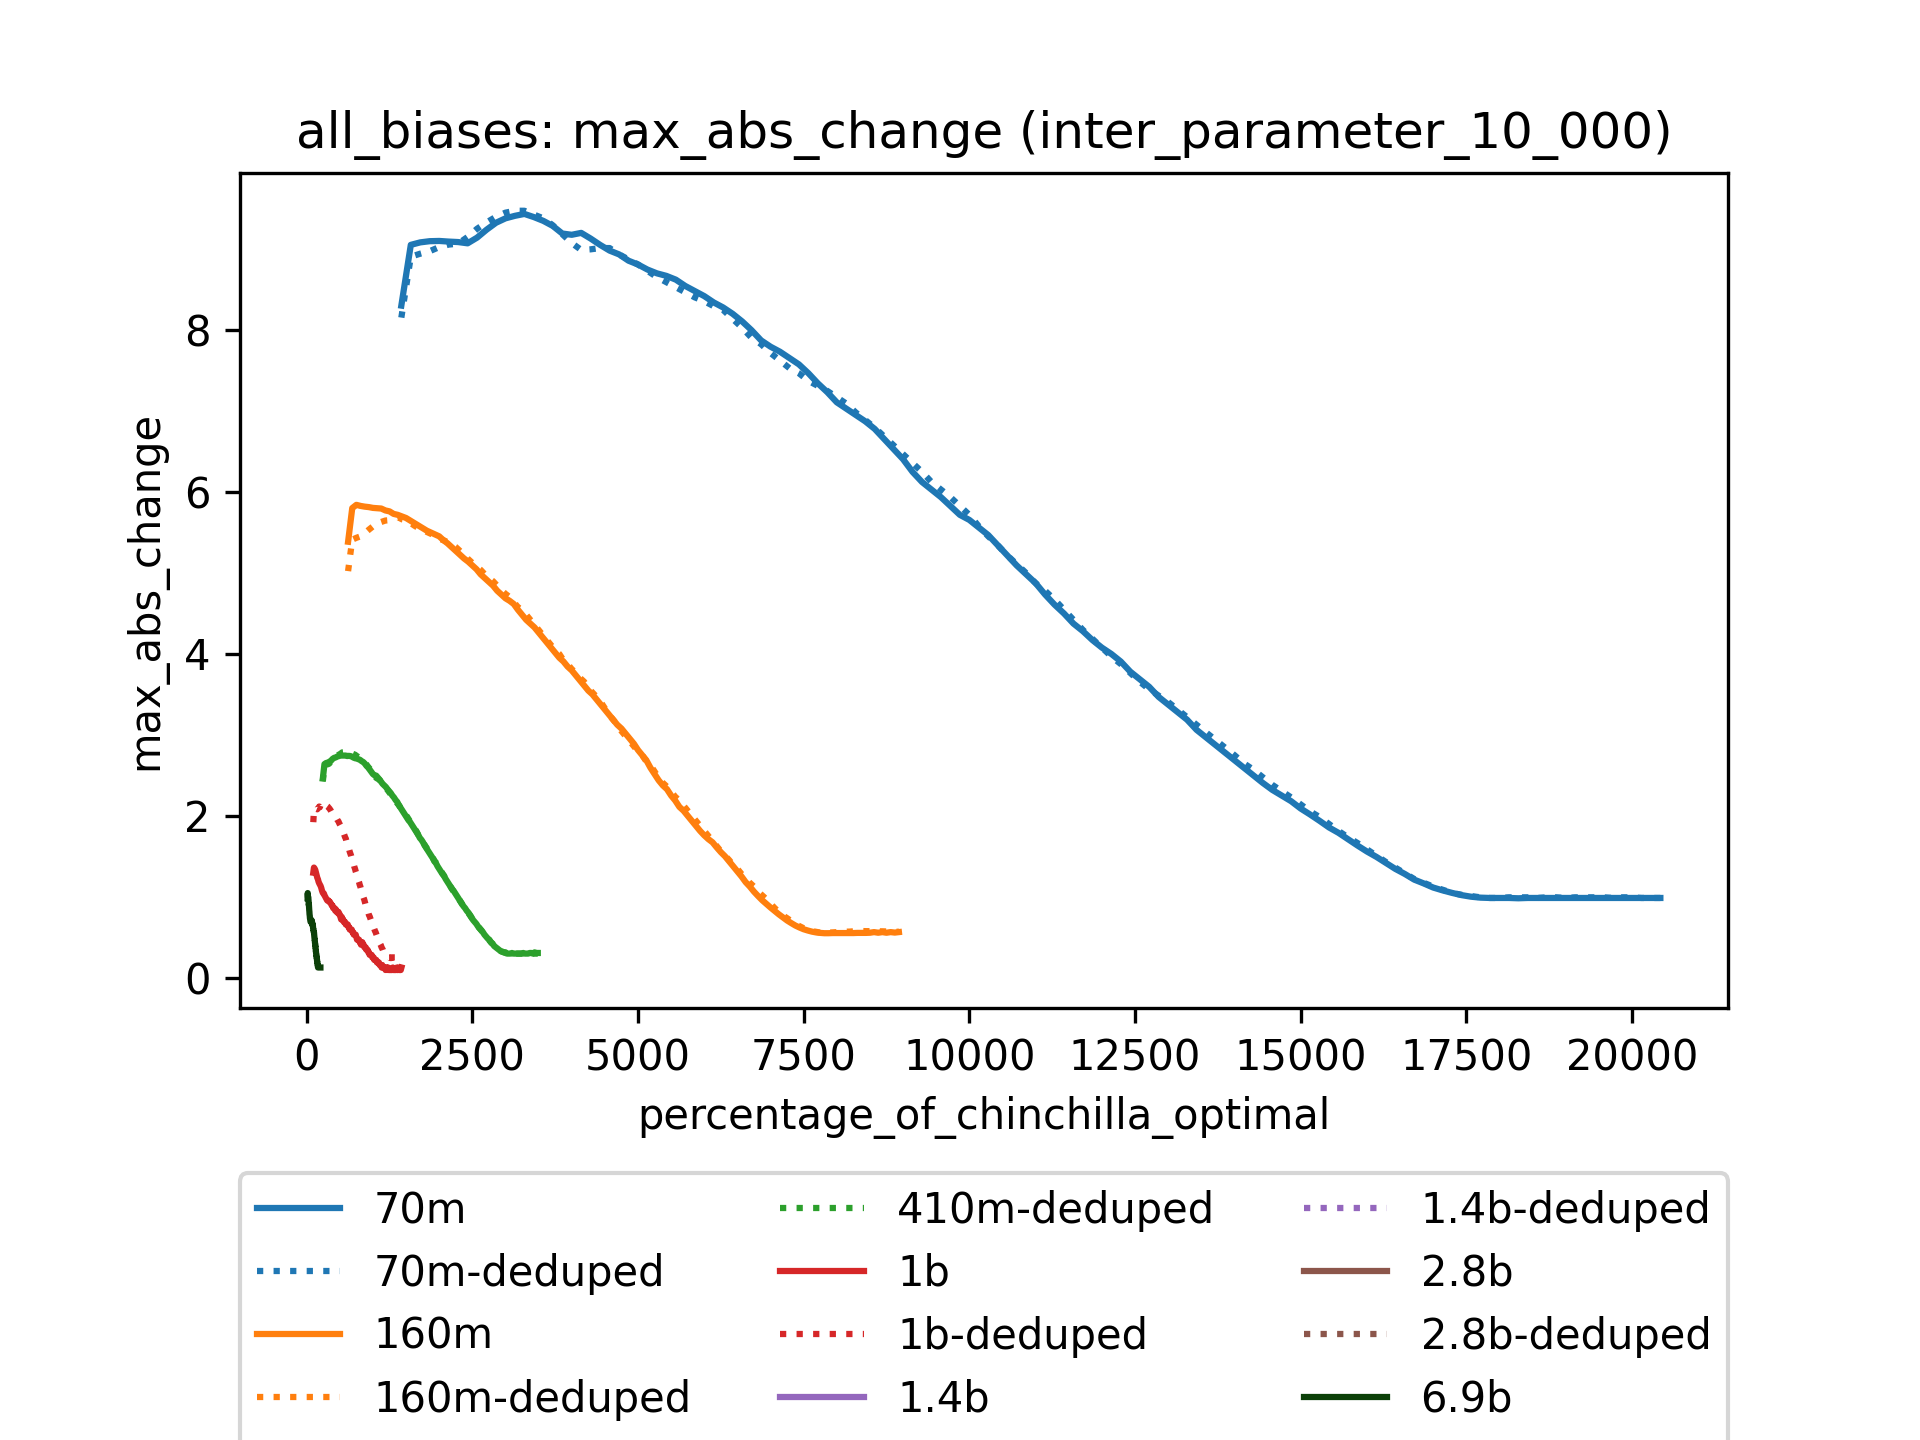 all_biases: max_abs_change (inter_parameter_10_000)
max_abs_change
8
6
4
2
0
0 2500 5000 7500 10000 12500 15000 17500 20000
percentage_of_chinchilla_optimal
70m 410m-deduped 1.4b-deduped
70m-deduped 1b 2.8b
160m 1b-deduped 2.8b-deduped
160m-deduped 1.4b 6.9b